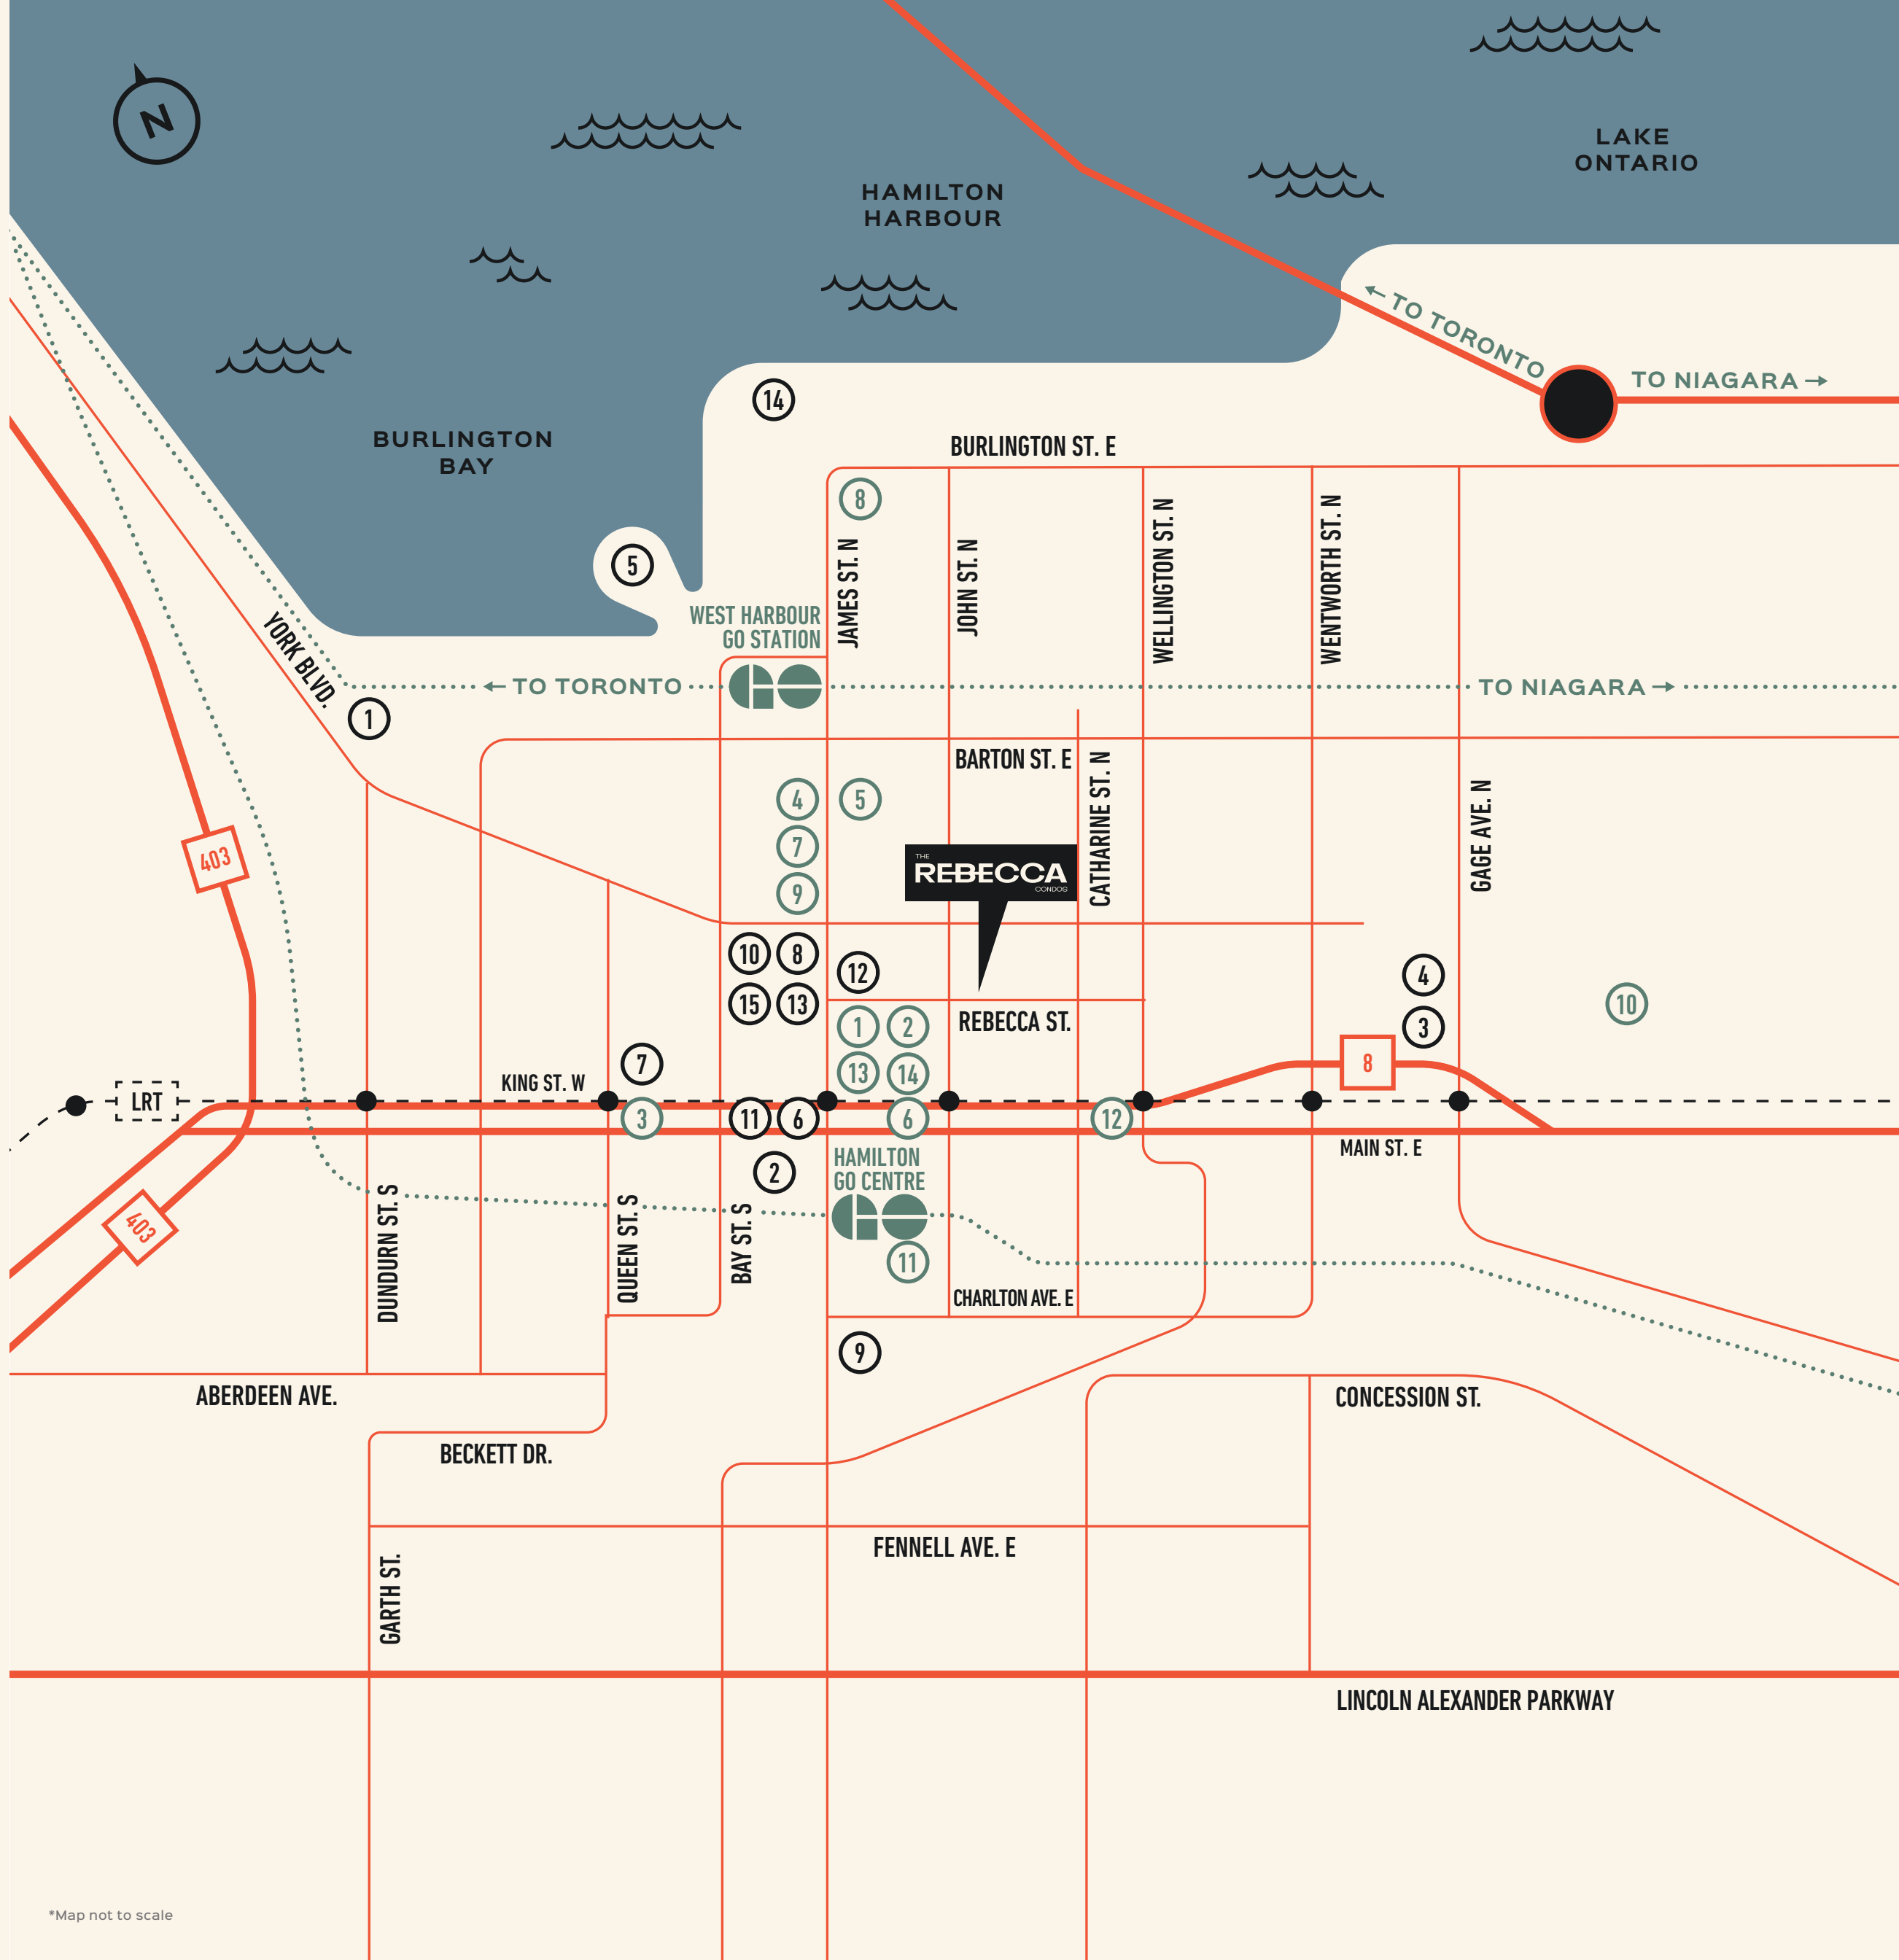 N
LAKE
ONTARIO
HAMILTON
HARBOUR
← TO TORONTO
TO NIAGARA →
14
BURLINGTON
BAY
BURLINGTON ST. E
8
5
JAMES ST. N
JOHN ST. N
WELLINGTON ST. N
WENTWORTH ST. N
WEST HARBOUR
GO STATION
YORK BLVD.
← TO TORONTO
TO NIAGARA →
1
BARTON ST. E
CATHARINE ST. N
GAGE AVE. N
4
5
7
9
403
THE
REBECCA
CONDOS
10
8
12
15
13
4
3
10
1
2
REBECCA ST.
13
14
7
8
KING ST. W
LRT
3
11
6
6
12
MAIN ST. E
2
HAMILTON
GO CENTRE
11
403
DUNDURN ST. S
QUEEN ST. S
BAY ST. S
CHARLTON AVE. E
9
ABERDEEN AVE.
CONCESSION ST.
BECKETT DR.
FENNELL AVE. E
GARTH ST.
LINCOLN ALEXANDER PARKWAY
*Map not to scale